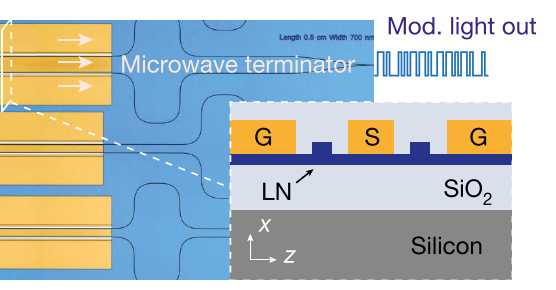 Mod. light out
Length 0.5 cm Width 700 nm
Microwave terminator
G S G
LN
SiO₂
x
z
Silicon